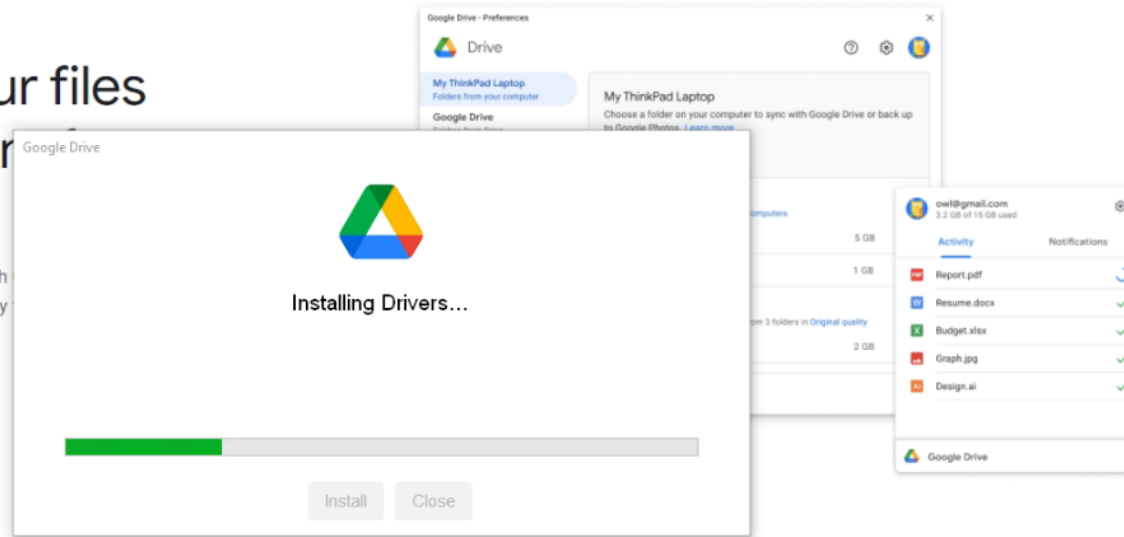 Google Drive - Preferences
Drive
ur files
My ThinkPad Laptop
Folders from your computer
Google Drive
My ThinkPad Laptop
Choose a folder on your computer to sync with Google Drive or back up
to Google Photos. Learn more
Google Drive
Installing Drivers...
Install
Close
omputers
5 GB
1 GB
om 3 folders in Original quality
2 GB
owl@gmail.com
3.2 GB of 15 GB used
Activity
Notifications
PDF
Report.pdf
W
Resume.docx
X
Budget.xlsx
Graph.jpg
Ai
Design.ai
Google Drive